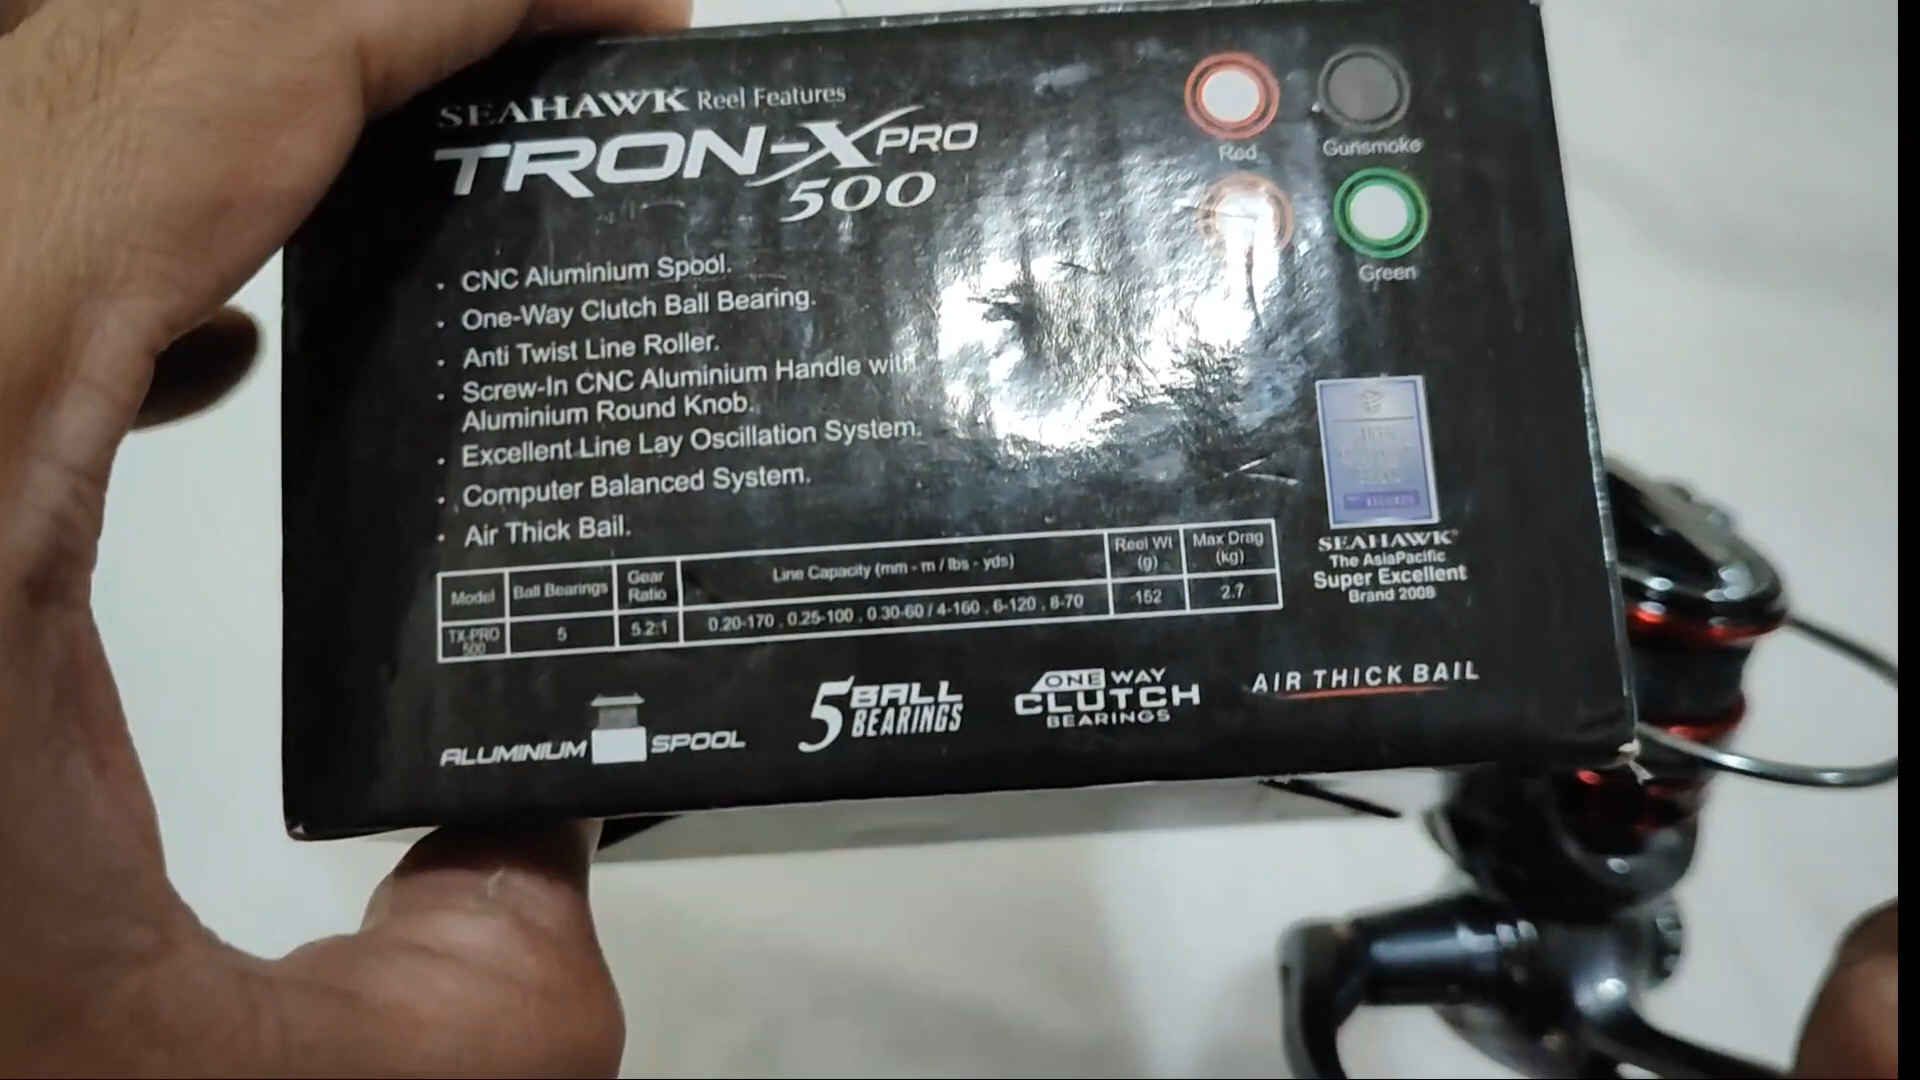 SEAHAWK Reel Features
TRON-X PRO
500
Red
Gunsmoke
Green
· CNC Aluminium Spool.
· One-Way Clutch Ball Bearing.
· Anti Twist Line Roller.
· Screw-In CNC Aluminium Handle with
Aluminium Round Knob.
· Excellent Line Lay Oscillation System.
· Computer Balanced System.
· Air Thick Bail.
Model Ball Bearings Gear Ratio Line Capacity (mm - m / lbs - yds) Reel Wt (g) Max Drag (kg)
TX-PRO 500 5 5.2:1 0.20-170 , 0.25-100 , 0.30-60 / 4-160 , 6-120 , 8-70 152 2.7
SEAHAWK
The AsiaPacific
Super Excellent
Brand 2008
ALUMINIUM SPOOL
5 BALL BEARINGS
ONE WAY CLUTCH BEARINGS
AIR THICK BAIL